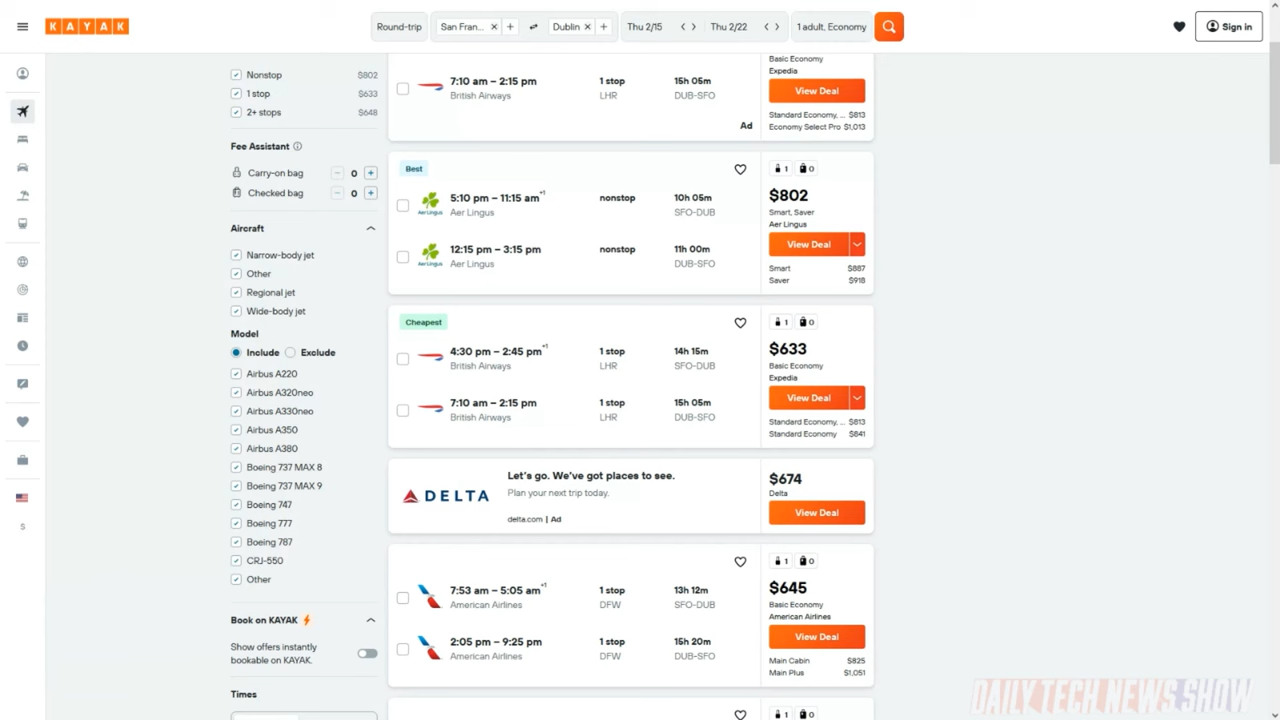 KAYAK
Round-trip
San Fran...
Dublin
Thu 2/15
Thu 2/22
1 adult, Economy
Sign in
Nonstop $802
1 stop $633
2+ stops $648
Fee Assistant
Carry-on bag - 0 +
Checked bag - 0 +
Aircraft
Narrow-body jet
Other
Regional jet
Wide-body jet
Model
Include Exclude
Airbus A220
Airbus A320neo
Airbus A330neo
Airbus A350
Airbus A380
Boeing 737 MAX 8
Boeing 737 MAX 9
Boeing 747
Boeing 777
Boeing 787
CRJ-550
Other
Book on KAYAK
Show offers instantly
bookable on KAYAK.
Times
$
7:10 am – 2:15 pm 1 stop 15h 05m
British Airways LHR DUB-SFO
Ad
Basic Economy
Expedia
View Deal
Standard Economy, ... $813
Economy Select Pro $1,013
Best
5:10 pm – 11:15 am+1 nonstop 10h 05m
Aer Lingus
Aer Lingus SFO-DUB
12:15 pm – 3:15 pm nonstop 11h 00m
Aer Lingus
Aer Lingus DUB-SFO
1 0
$802
Smart, Saver
Aer Lingus
View Deal
Smart $887
Saver $918
Cheapest
4:30 pm – 2:45 pm+1 1 stop 14h 15m
British Airways LHR SFO-DUB
7:10 am – 2:15 pm 1 stop 15h 05m
British Airways LHR DUB-SFO
1 0
$633
Basic Economy
Expedia
View Deal
Standard Economy, ... $813
Standard Economy $841
DELTA
Let's go. We've got places to see.
Plan your next trip today.
delta.com | Ad
$674
Delta
View Deal
7:53 am – 5:05 am+1 1 stop 13h 12m
American Airlines DFW SFO-DUB
2:05 pm – 9:25 pm 1 stop 15h 20m
American Airlines DFW DUB-SFO
1 0
$645
Basic Economy
American Airlines
View Deal
Main Cabin $825
Main Plus $1,051
1 0
DAILY TECH NEWS SHOW